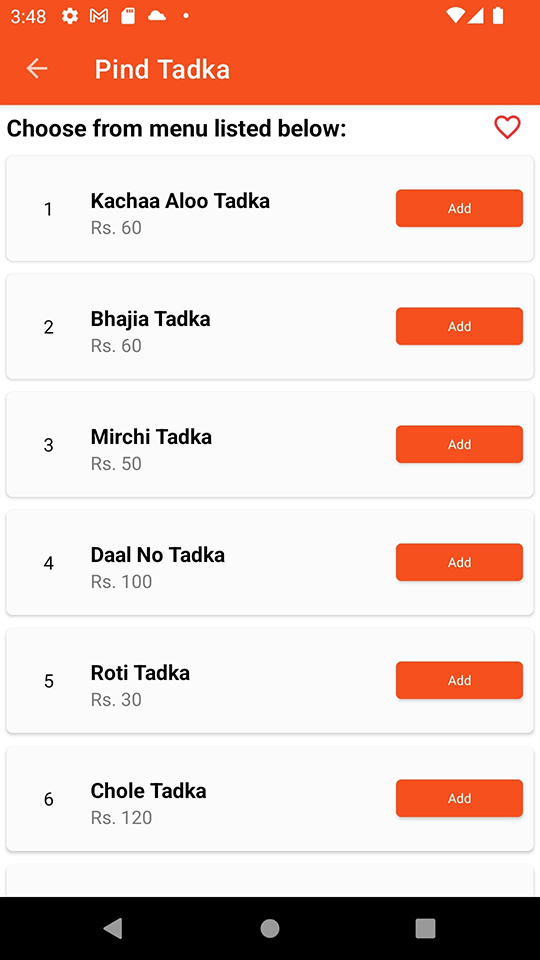 3:48
Pind Tadka
Choose from menu listed below:
1
Kachaa Aloo Tadka
Rs. 60
Add
2
Bhajia Tadka
Rs. 60
Add
3
Mirchi Tadka
Rs. 50
Add
4
Daal No Tadka
Rs. 100
Add
5
Roti Tadka
Rs. 30
Add
6
Chole Tadka
Rs. 120
Add